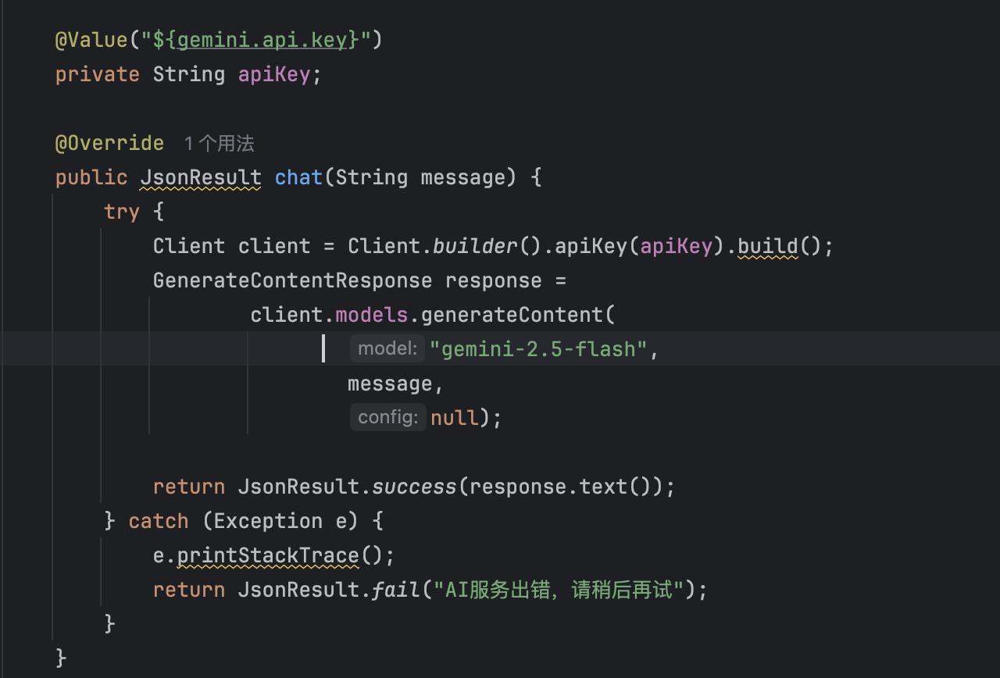 @Value("${gemini.api.key}")
private String apiKey;
@Override 1个用法
public JsonResult chat(String message) {
try {
Client client = Client.builder().apiKey(apiKey).build();
GenerateContentResponse response =
client.models.generateContent(
model: "gemini-2.5-flash",
message,
config: null);
return JsonResult.success(response.text());
} catch (Exception e) {
e.printStackTrace();
return JsonResult.fail("AI服务出错，请稍后再试");
}
}